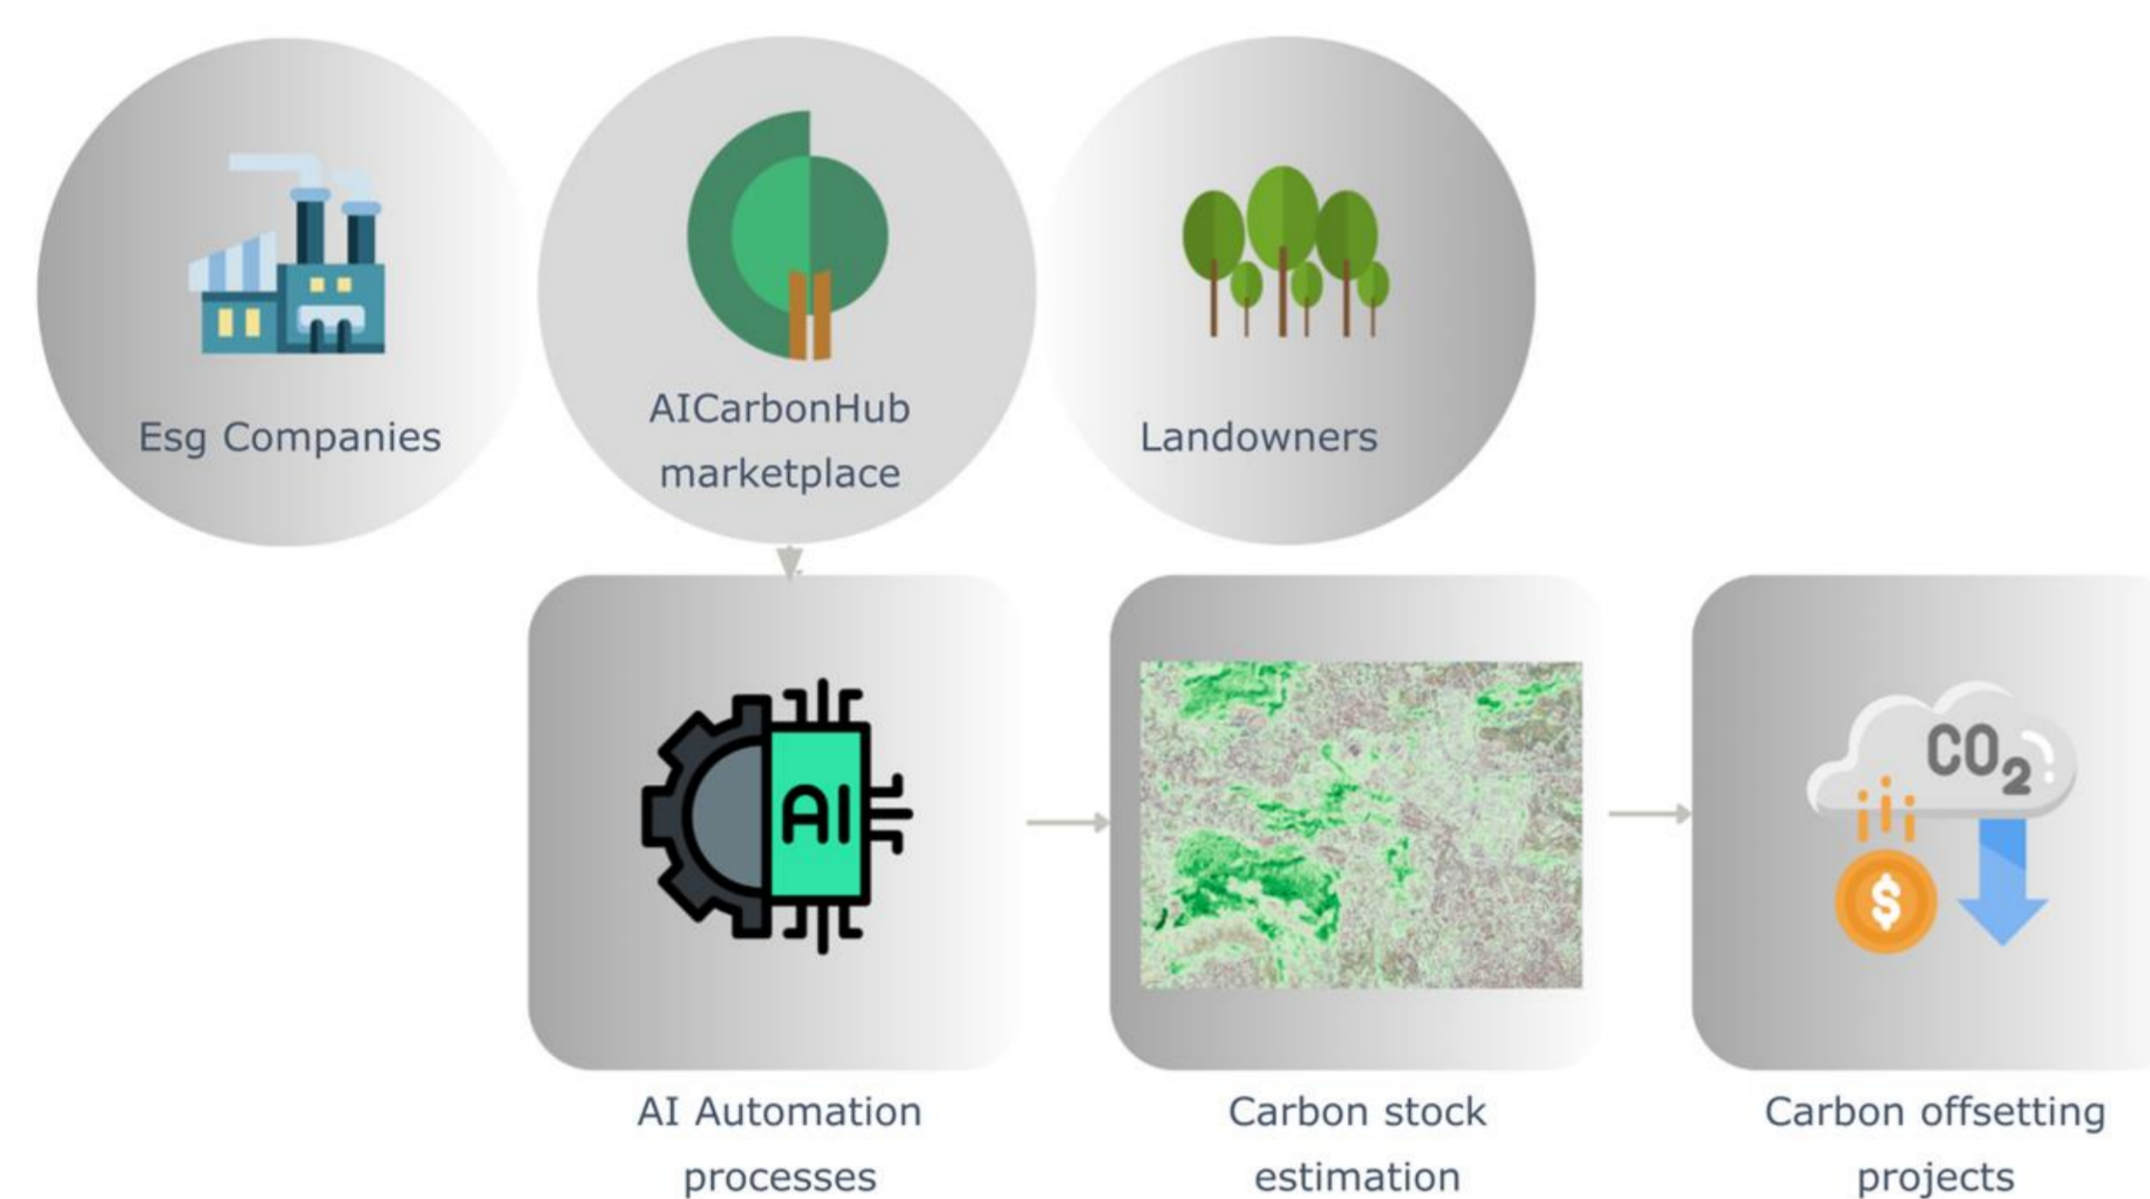 Esg Companies
AICarbonHub
marketplace
Landowners
AI
CO₂
$
AI Automation
processes
Carbon stock
estimation
Carbon offsetting
projects